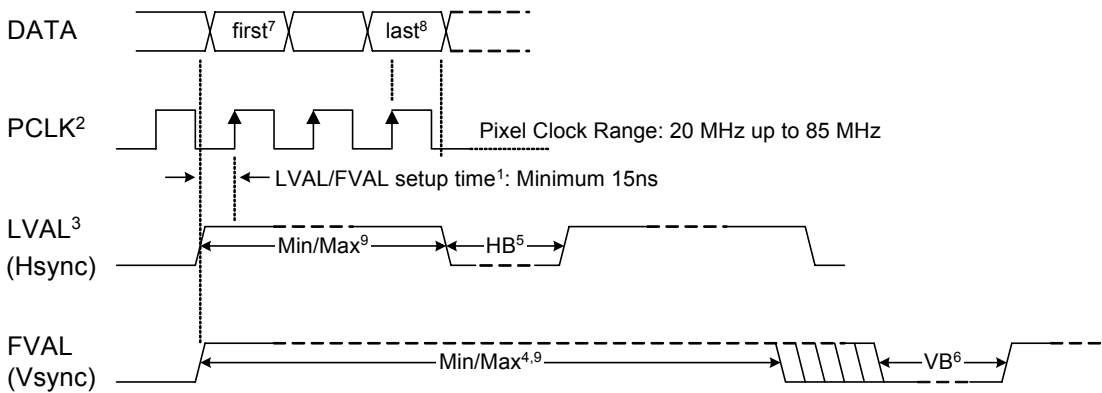 DATA
first⁷
last⁸
PCLK²
Pixel Clock Range: 20 MHz up to 85 MHz
LVAL/FVAL setup time¹: Minimum 15ns
LVAL³
(Hsync)
Min/Max⁹
HB⁵
FVAL
(Vsync)
Min/Max⁴,⁹
VB⁶